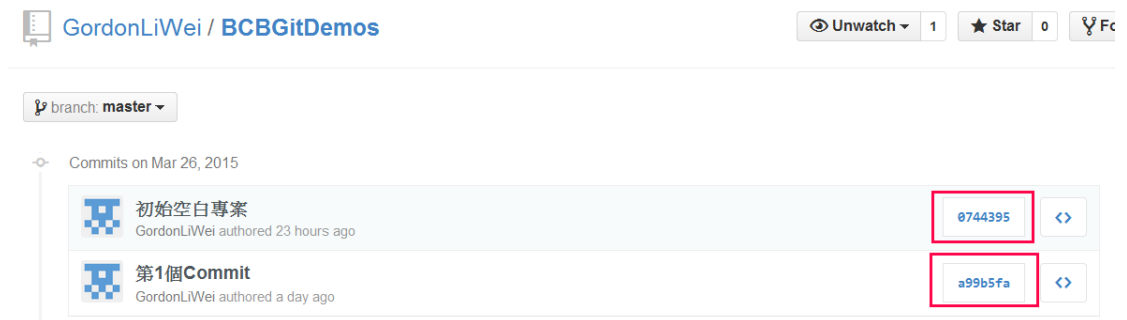 GordonLiWei / BCBGitDemos
Unwatch 1 Star 0
branch: master
Commits on Mar 26, 2015
初始空白專案
GordonLiWei authored 23 hours ago
0744395
第1個Commit
GordonLiWei authored a day ago
a99b5fa